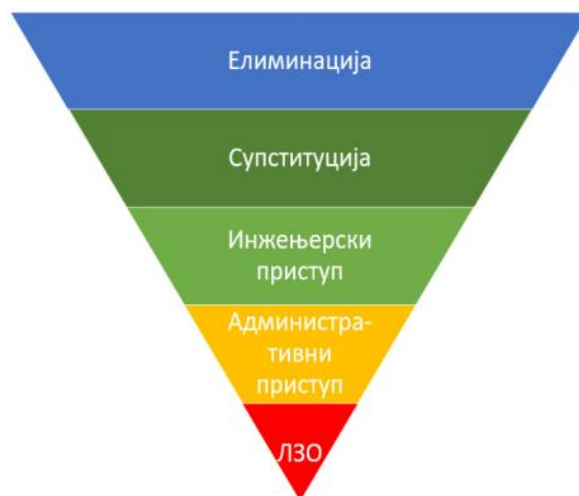 Елиминација
Супституција
Инжењерски
приступ
Администра-
тивни
приступ
ЛЗО